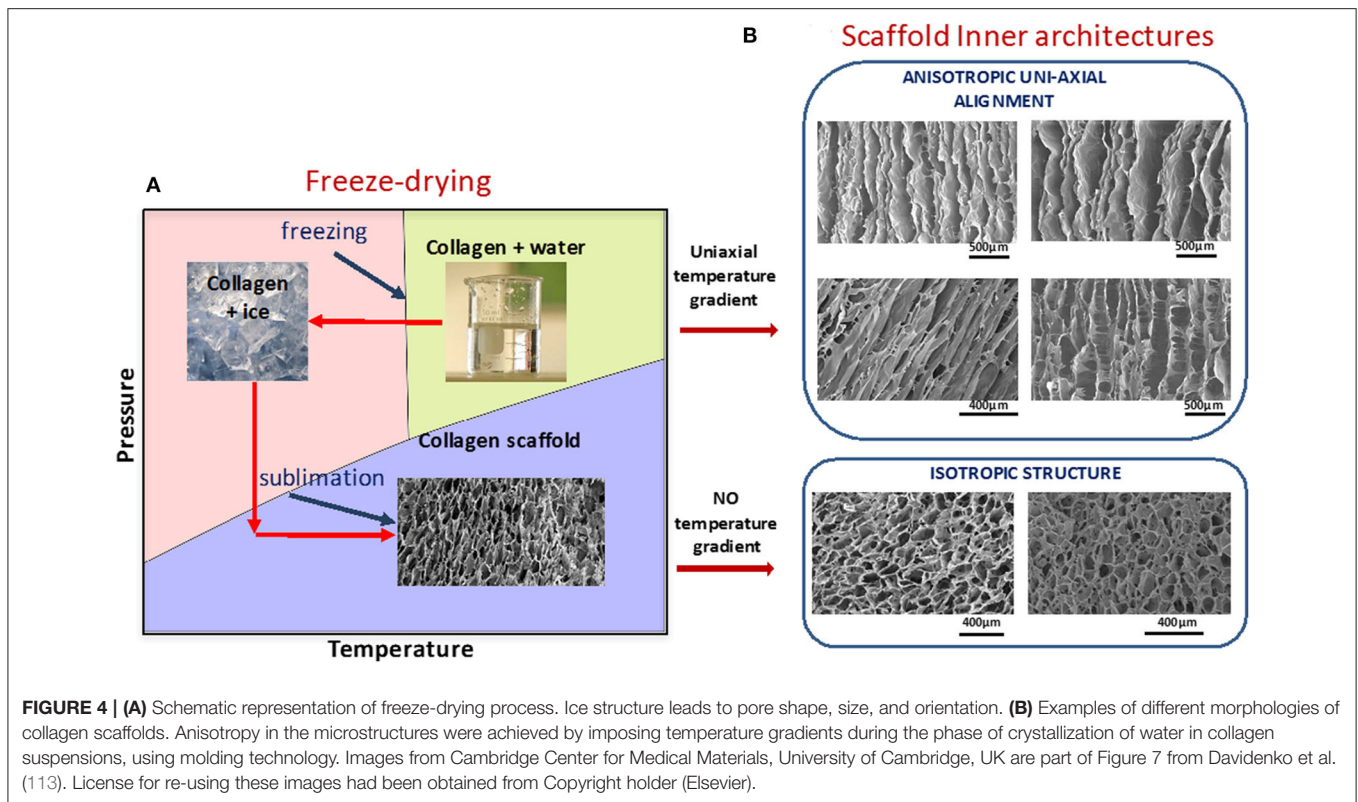 A
Freeze-drying
freezing
Collagen + water
Collagen
+ ice
Pressure
Collagen scaffold
sublimation
Temperature
Uniaxial
temperature
gradient
NO
temperature
gradient
B
Scaffold Inner architectures
ANISOTROPIC UNI-AXIAL
ALIGNMENT
500µm
500µm
400µm
500µm
ISOTROPIC STRUCTURE
400µm
400µm
FIGURE 4 | (A) Schematic representation of freeze-drying process. Ice structure leads to pore shape, size, and orientation. (B) Examples of different morphologies of
collagen scaffolds. Anisotropy in the microstructures were achieved by imposing temperature gradients during the phase of crystallization of water in collagen
suspensions, using molding technology. Images from Cambridge Center for Medical Materials, University of Cambridge, UK are part of Figure 7 from Davidenko et al.
(113). License for re-using these images had been obtained from Copyright holder (Elsevier).